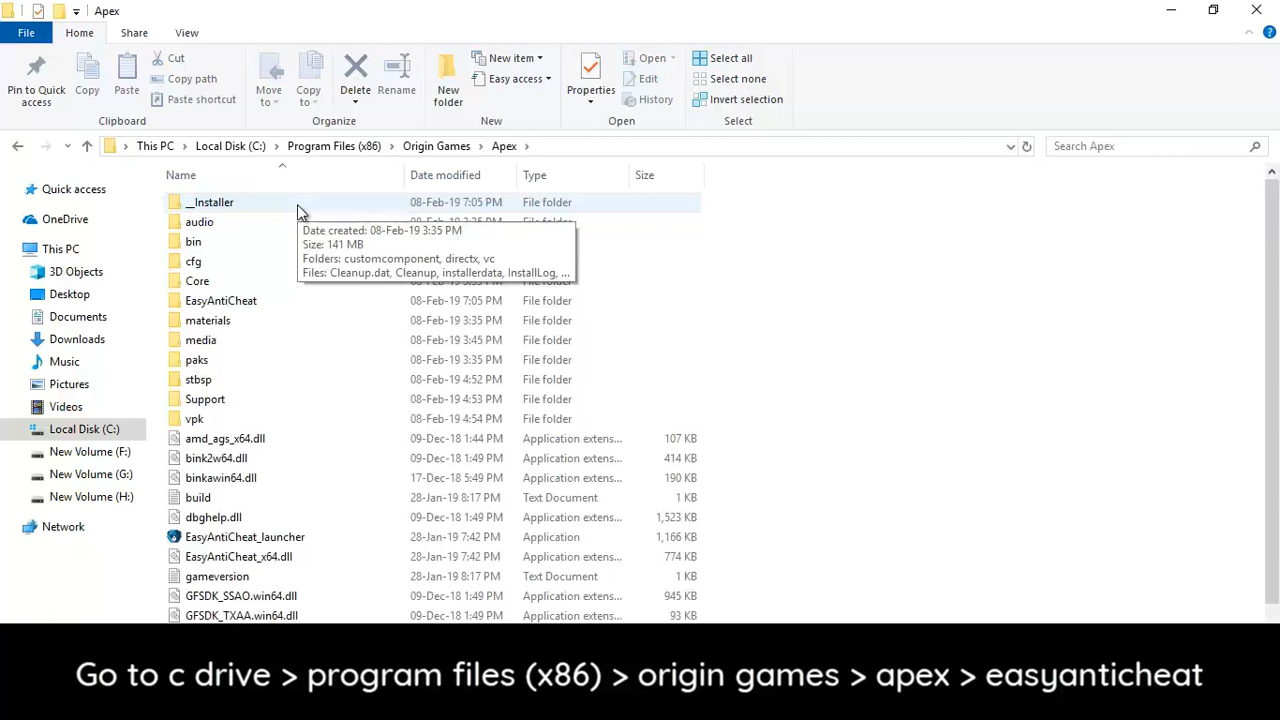 Apex
File
Home
Share
View
Pin to Quick access
Copy
Paste
Cut
Copy path
Paste shortcut
Clipboard
Move to
Copy to
Delete
Rename
Organize
New folder
New item
Easy access
New
Properties
Open
Edit
History
Open
Select all
Select none
Invert selection
Select
This PC > Local Disk (C:) > Program Files (x86) > Origin Games > Apex >
Search Apex
Quick access
OneDrive
This PC
3D Objects
Desktop
Documents
Downloads
Music
Pictures
Videos
Local Disk (C:)
New Volume (F:)
New Volume (G:)
New Volume (H:)
Network
Name Date modified Type Size
__Installer 08-Feb-19 7:05 PM File folder
audio
Date created: 08-Feb-19 3:35 PM
Size: 141 MB
Folders: customcomponent, directx, vc
Files: Cleanup.dat, Cleanup, installerdata, InstallLog, ...
bin
cfg
Core
EasyAntiCheat 08-Feb-19 7:05 PM File folder
materials 08-Feb-19 3:35 PM File folder
media 08-Feb-19 3:45 PM File folder
paks 08-Feb-19 3:35 PM File folder
stbsp 08-Feb-19 4:52 PM File folder
Support 08-Feb-19 4:53 PM File folder
vpk 08-Feb-19 4:54 PM File folder
amd_ags_x64.dll 09-Dec-18 1:44 PM Application extens... 107 KB
bink2w64.dll 09-Dec-18 1:49 PM Application extens... 414 KB
binkawin64.dll 17-Dec-18 5:49 PM Application extens... 190 KB
build 28-Jan-19 8:17 PM Text Document 1 KB
dbghelp.dll 09-Dec-18 1:49 PM Application extens... 1,523 KB
EasyAntiCheat_launcher 28-Jan-19 7:42 PM Application 1,166 KB
EasyAntiCheat_x64.dll 28-Jan-19 7:42 PM Application extens... 774 KB
gameversion 28-Jan-19 8:17 PM Text Document 1 KB
GFSDK_SSAO.win64.dll 09-Dec-18 1:49 PM Application extens... 945 KB
GFSDK_TXAA.win64.dll 09-Dec-18 1:49 PM Application extens... 93 KB
Go to c drive > program files (x86) > origin games > apex > easyanticheat